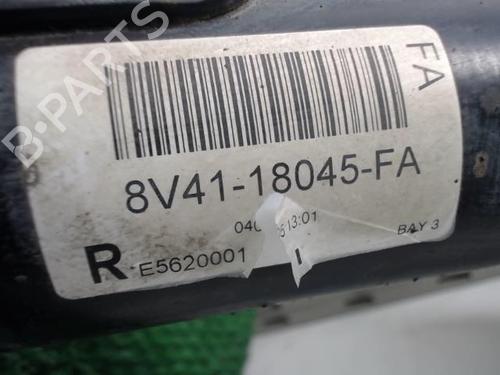 B-PARTS
FA
8V41-18045-FA
13:01
R E5620001 BAY 3